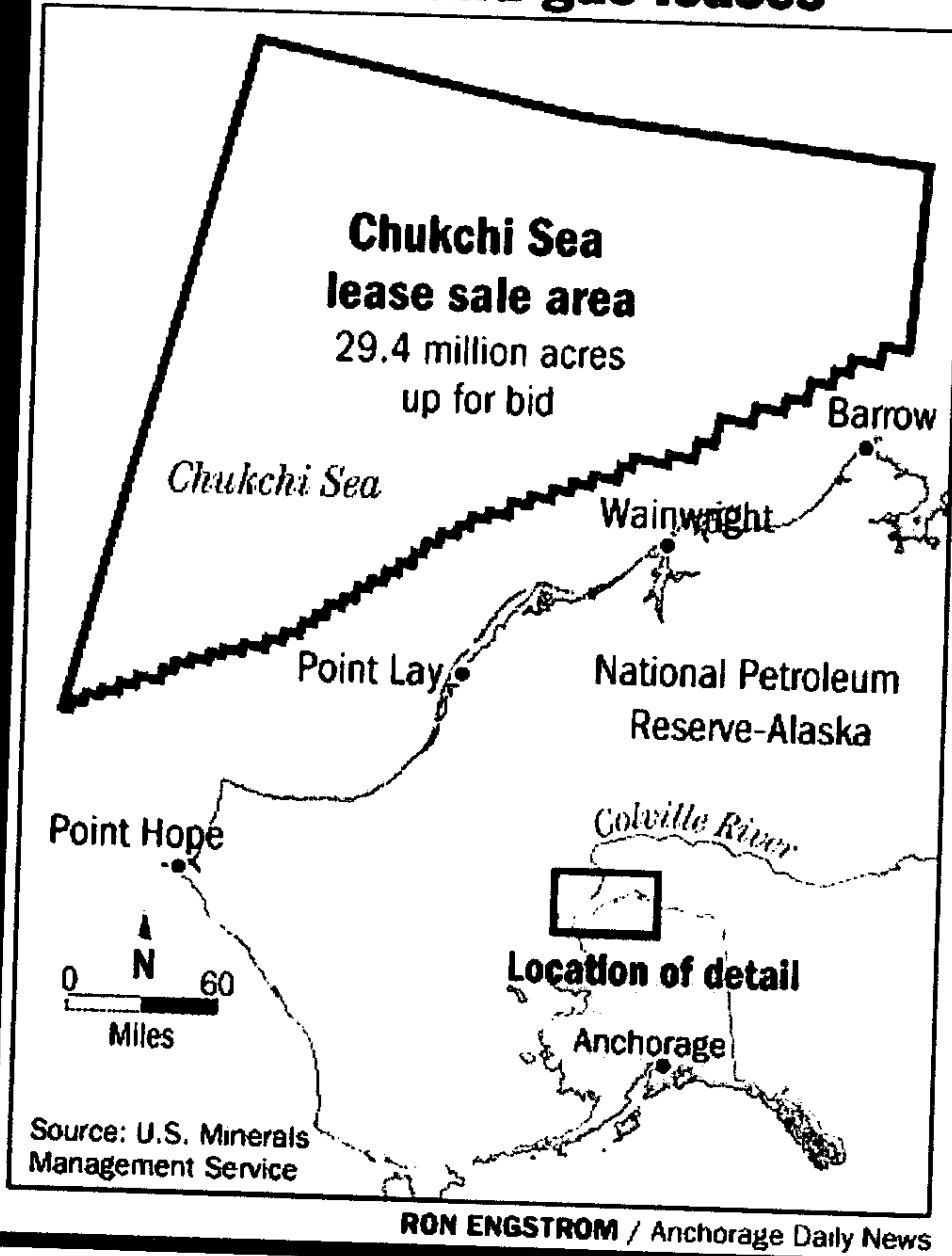 gas leases
Chukchi Sea
lease sale area
29.4 million acres
up for bid
Barrow
Chukchi Sea
Wainwright
Point Lay
National Petroleum
Reserve-Alaska
Point Hope
Colville River
N
0 60
Miles
Location of detail
Anchorage
Source: U.S. Minerals
Management Service
RON ENGSTROM / Anchorage Daily News